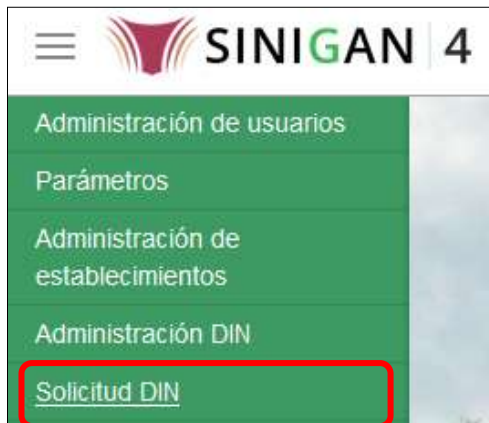 SINIGAN 4
Administración de usuarios
Parámetros
Administración de
establecimientos
Administración DIN
Solicitud DIN